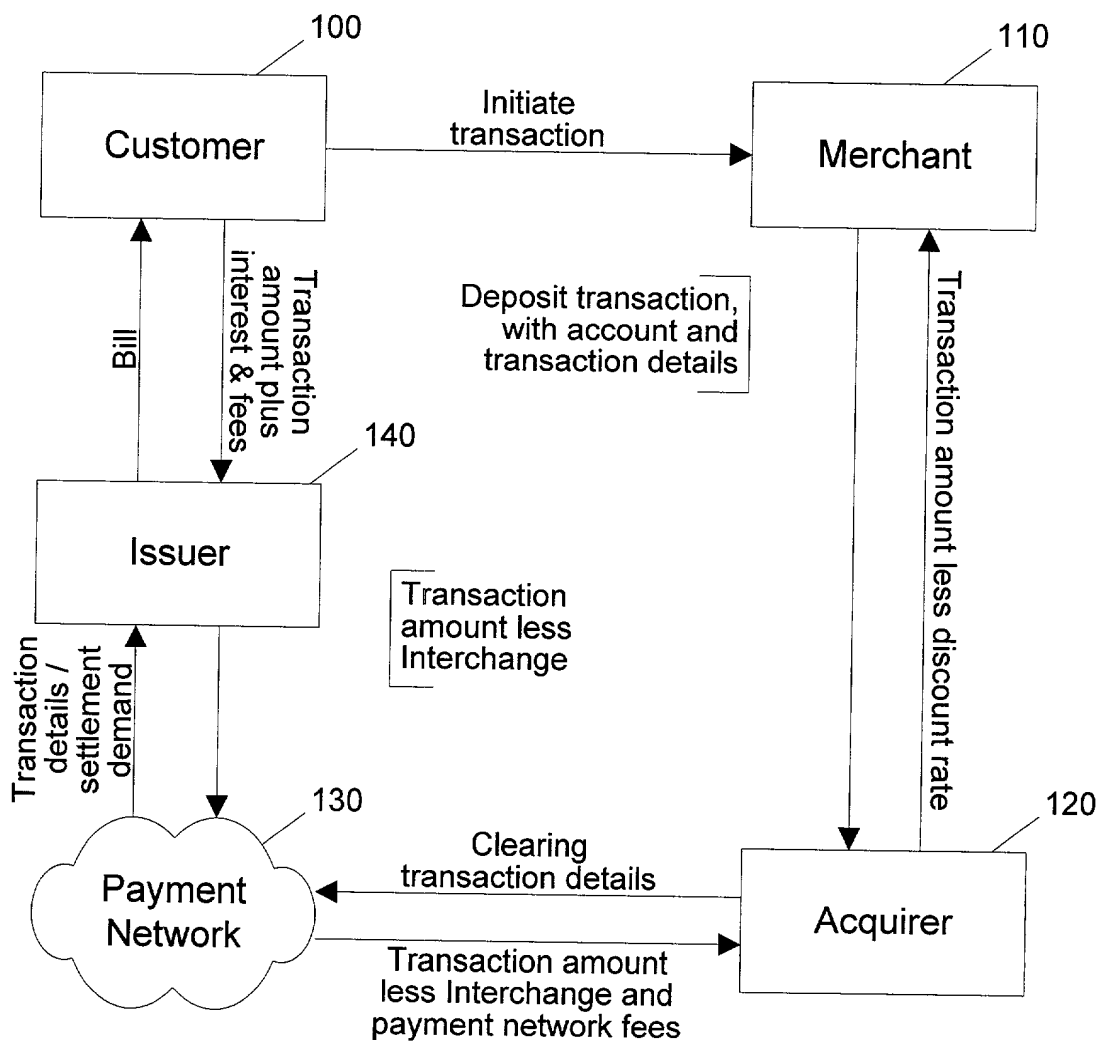 100
110
Customer
Initiate
transaction
Merchant
Bill
Transaction
amount plus
interest & fees
Deposit transaction,
with account and
transaction details
Transaction amount less discount rate
140
Issuer
Transaction
amount less
Interchange
Transaction
details /
settlement
demand
130
120
Payment
Network
Clearing
transaction details
Acquirer
Transaction amount
less Interchange and
payment network fees